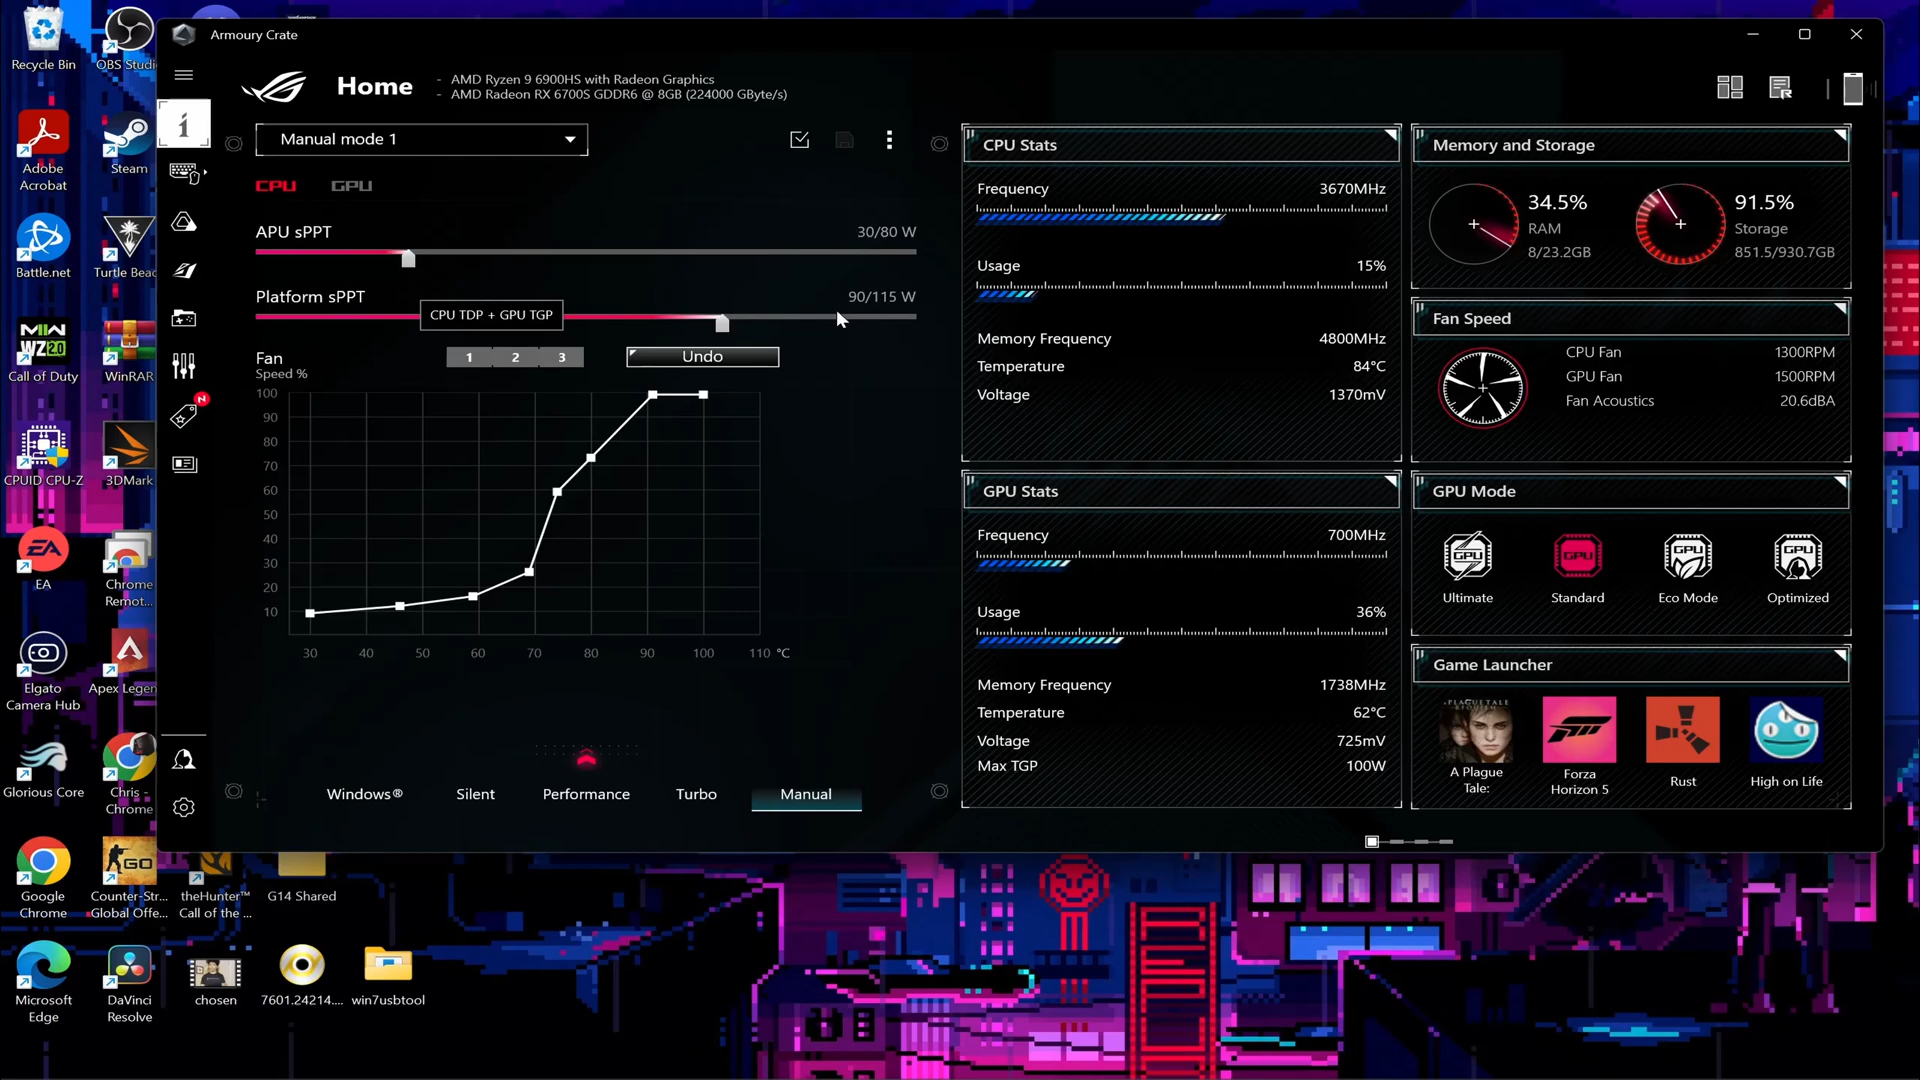 Armoury Crate
Home
- AMD Ryzen 9 6900HS with Radeon Graphics
- AMD Radeon RX 6700S GDDR6 @ 8GB (224000 GByte/s)
Manual mode 1
CPU GPU
APU sPPT 30/80 W
Platform sPPT 90/115 W
CPU TDP + GPU TGP
Fan
Speed %
1 2 3
Undo
100
90
80
70
60
50
40
30
20
10
30 40 50 60 70 80 90 100 110 °C
Windows® Silent Performance Turbo Manual
CPU Stats
Frequency 3670MHz
Usage 15%
Memory Frequency 4800MHz
Temperature 84°C
Voltage 1370mV
GPU Stats
Frequency 700MHz
Usage 36%
Memory Frequency 1738MHz
Temperature 62°C
Voltage 725mV
Max TGP 100W
Memory and Storage
34.5%
RAM
8/23.2GB
91.5%
Storage
851.5/930.7GB
Fan Speed
CPU Fan 1300RPM
GPU Fan 1500RPM
Fan Acoustics 20.6dBA
GPU Mode
GPU GPU GPU GPU
Ultimate Standard Eco Mode Optimized
Game Launcher
A Plague
Tale:
Forza
Horizon 5
Rust
High on Life
N
Recycle Bin
OBS Studi
Adobe
Acrobat
Steam
Battle.net
Turtle Beac
MWII
WZ2.0
Call of Duty
WinRAR
CPUID CPU-Z
3DMark
EA
EA
Chrome
Remot...
Elgato
Camera Hub
Apex Legen
Glorious Core
Chris -
Chrome
Google
Chrome
GO
Counter-Str...
Global Offe...
theHunter™
Call of the ...
G14 Shared
Microsoft
Edge
DaVinci
Resolve
chosen
7601.24214....
win7usbtool